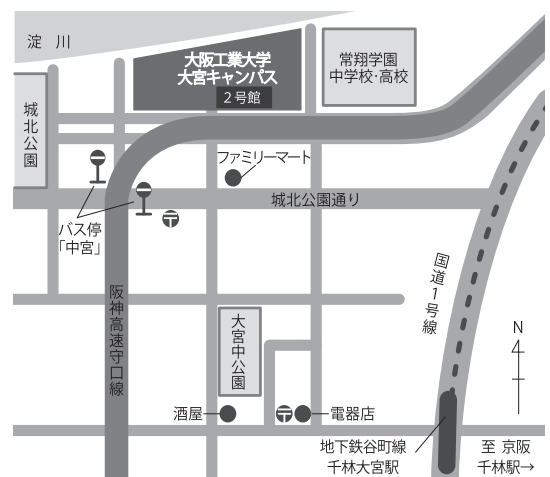 淀 川
大阪工業大学
大宮キャンパス
2号館
常翔学園
中学校・高校
城北公園
ファミリーマート
城北公園通り
バス停
「中宮」
〒
国道1号線
阪神高速守口線
大宮中公園
N
酒屋
〒
電器店
地下鉄谷町線
千林大宮駅
至 京阪
千林駅→